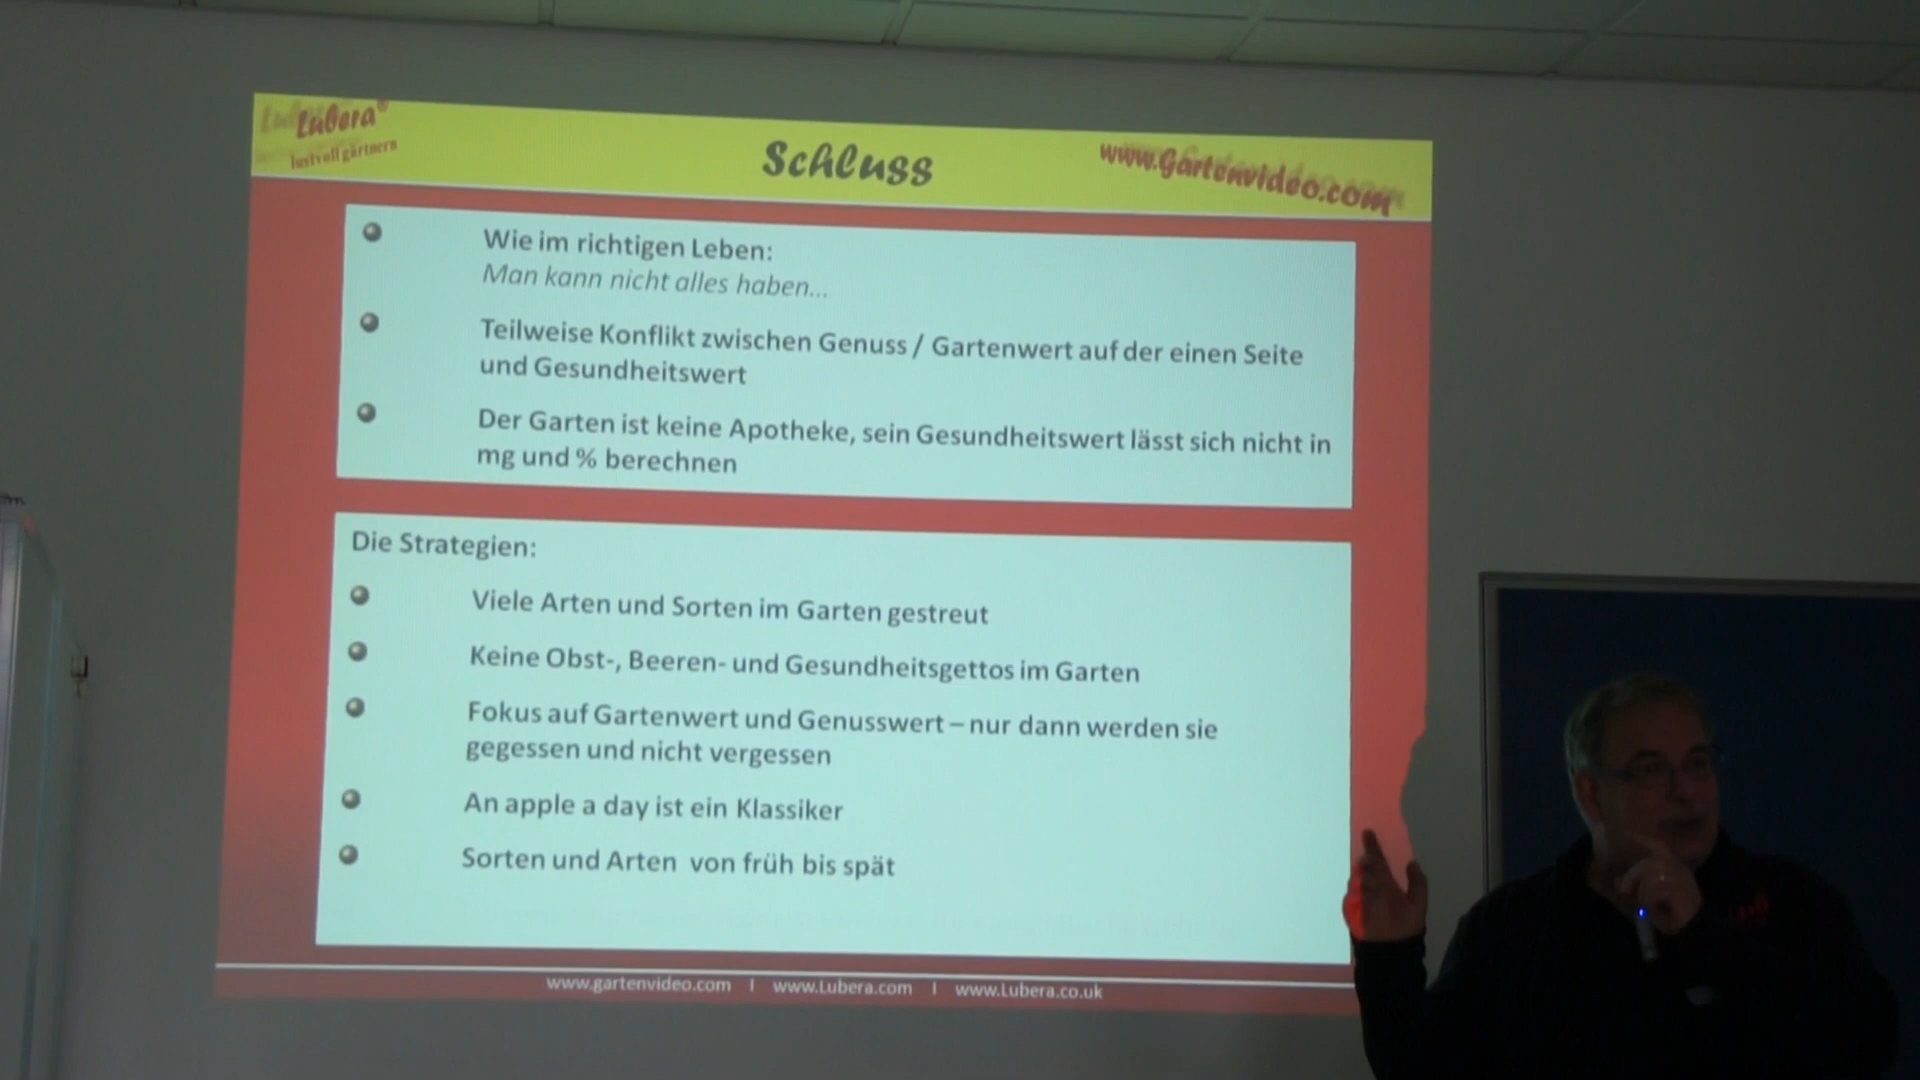 Lubera®
lustvoll gärtnern
Schluss
www.Gartenvideo.com
Wie im richtigen Leben:
Man kann nicht alles haben...
Teilweise Konflikt zwischen Genuss / Gartenwert auf der einen Seite
und Gesundheitswert
Der Garten ist keine Apotheke, sein Gesundheitswert lässt sich nicht in
mg und % berechnen
Die Strategien:
Viele Arten und Sorten im Garten gestreut
Keine Obst-, Beeren- und Gesundheitsgettos im Garten
Fokus auf Gartenwert und Genusswert – nur dann werden sie
gegessen und nicht vergessen
An apple a day ist ein Klassiker
Sorten und Arten von früh bis spät
www.gartenvideo.com I www.Lubera.com I www.Lubera.co.uk